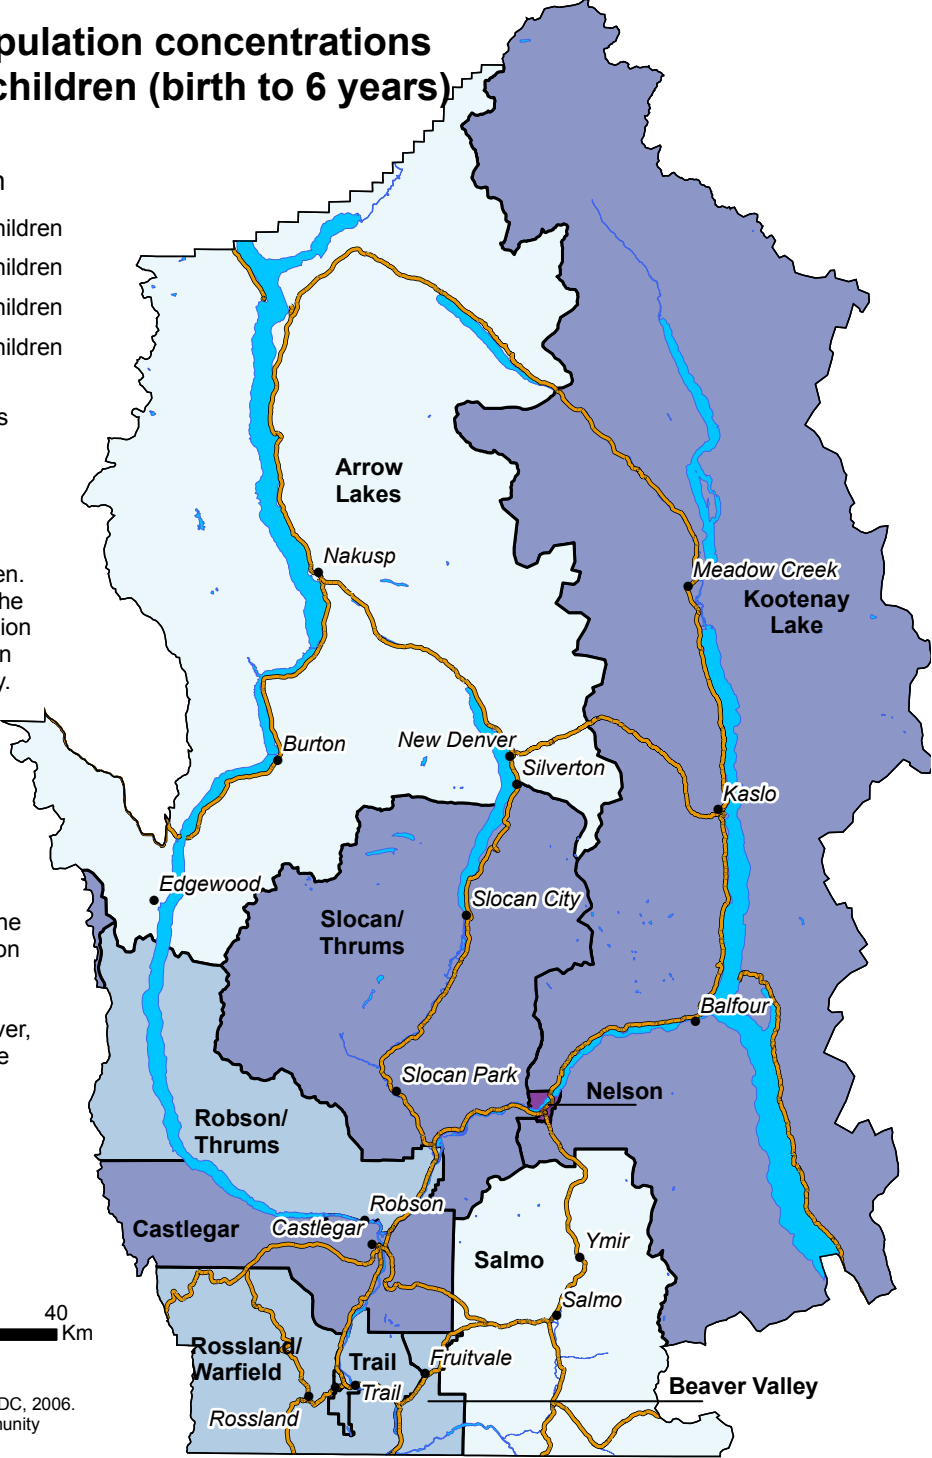 pulation concentrations
children (birth to 6 years)
n
hildren
hildren
hildren
hildren
s
Arrow
Lakes
Nakusp
en.
he
ion
n
y.
Meadow Creek
Kootenay
Lake
Burton
New Denver
Silverton
Kaslo
Edgewood
Slocan City
Slocan/
Thrums
ne
on
Balfour
ver,
e
Slocan Park
Nelson
Robson/
Thrums
Robson
Castlegar
Castlegar
Ymir
Salmo
Salmo
40
Km
Rossland/
Warfield
Trail
Fruitvale
Trail
Beaver Valley
Rossland
DC, 2006.
munity